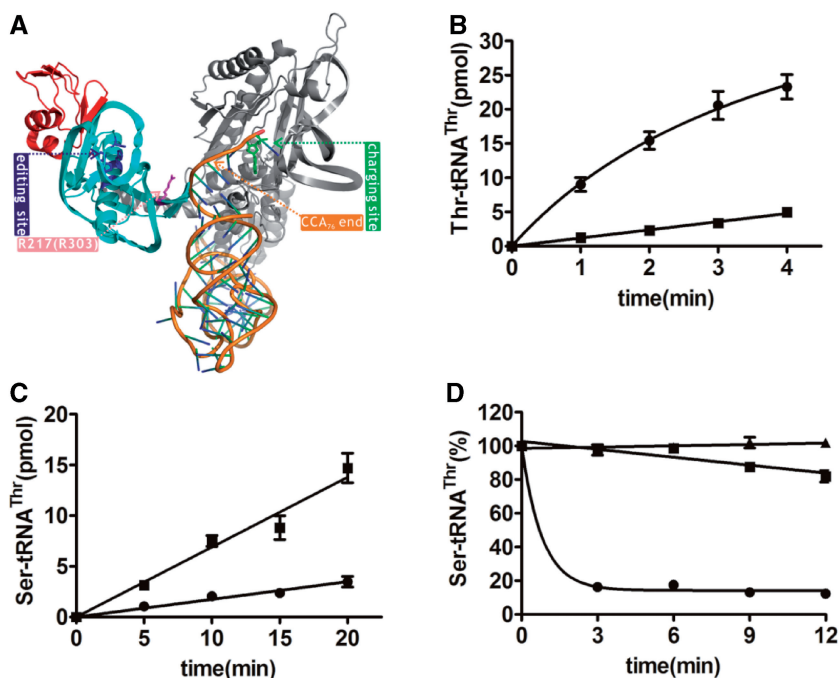 A
editing site
R217(R303)
CCA76 end
charging site
B
Thr-tRNAThr(pmol)
30
25
20
15
10
5
0
0 1 2 3 4
time(min)
C
Ser-tRNAThr(pmol)
20
15
10
5
0
0 5 10 15 20
time(min)
D
Ser-tRNAThr(%)
120
100
80
60
40
20
0
0 3 6 9 12
time(min)